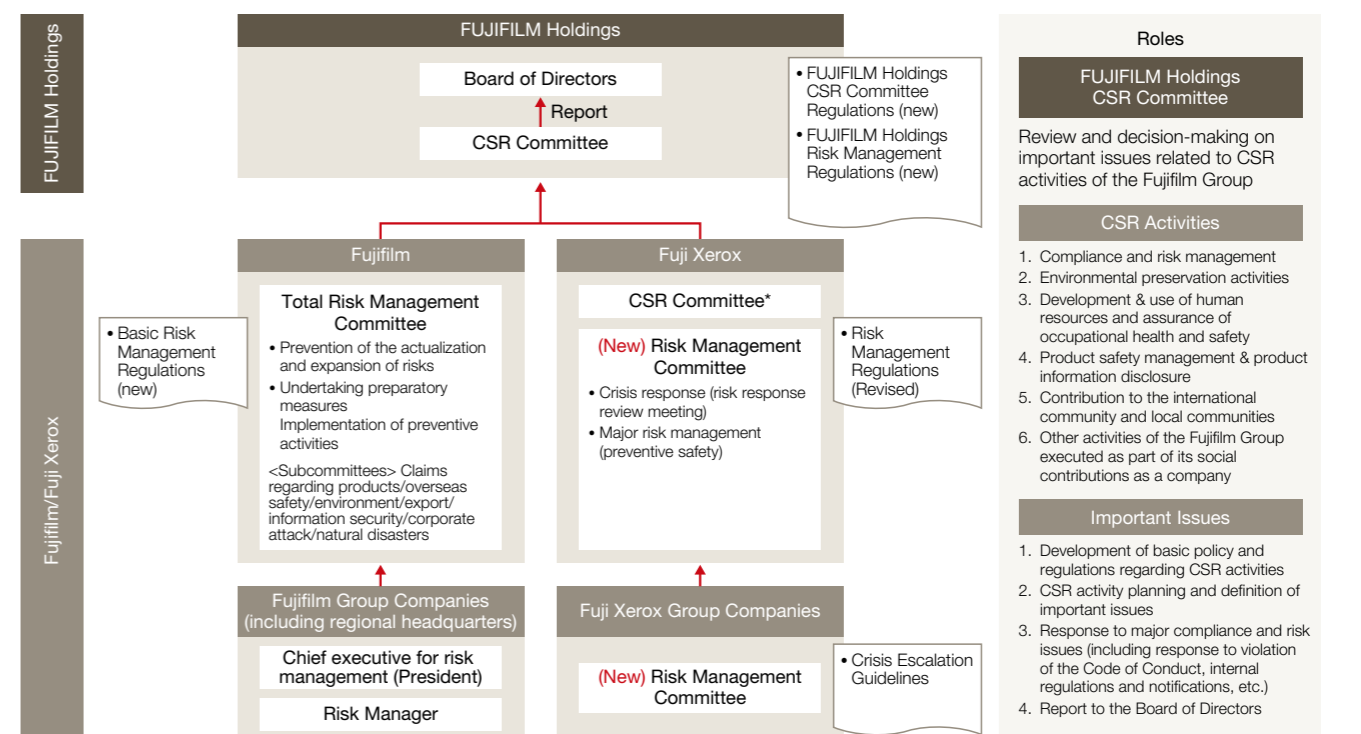 FUJIFILM Holdings
FUJIFILM Holdings
Board of Directors
Report
CSR Committee
• FUJIFILM Holdings
CSR Committee
Regulations (new)
• FUJIFILM Holdings
Risk Management
Regulations (new)
Fujifilm/Fuji Xerox
Fujifilm
Total Risk Management
Committee
• Prevention of the actualization
and expansion of risks
• Undertaking preparatory
measures
Implementation of preventive
activities
<Subcommittees> Claims
regarding products/overseas
safety/environment/export/
information security/corporate
attack/natural disasters
• Basic Risk
Management
Regulations
(new)
Fuji Xerox
CSR Committee*
(New) Risk Management
Committee
• Crisis response (risk response
review meeting)
• Major risk management
(preventive safety)
• Risk
Management
Regulations
(Revised)
Fujifilm Group Companies
(including regional headquarters)
Chief executive for risk
management (President)
Risk Manager
Fuji Xerox Group Companies
(New) Risk Management
Committee
• Crisis Escalation
Guidelines
Roles
FUJIFILM Holdings
CSR Committee
Review and decision-making on
important issues related to CSR
activities of the Fujifilm Group
CSR Activities
1. Compliance and risk management
2. Environmental preservation activities
3. Development & use of human
resources and assurance of
occupational health and safety
4. Product safety management & product
information disclosure
5. Contribution to the international
community and local communities
6. Other activities of the Fujifilm Group
executed as part of its social
contributions as a company
Important Issues
1. Development of basic policy and
regulations regarding CSR activities
2. CSR activity planning and definition of
important issues
3. Response to major compliance and risk
issues (including response to violation
of the Code of Conduct, internal
regulations and notifications, etc.)
4. Report to the Board of Directors